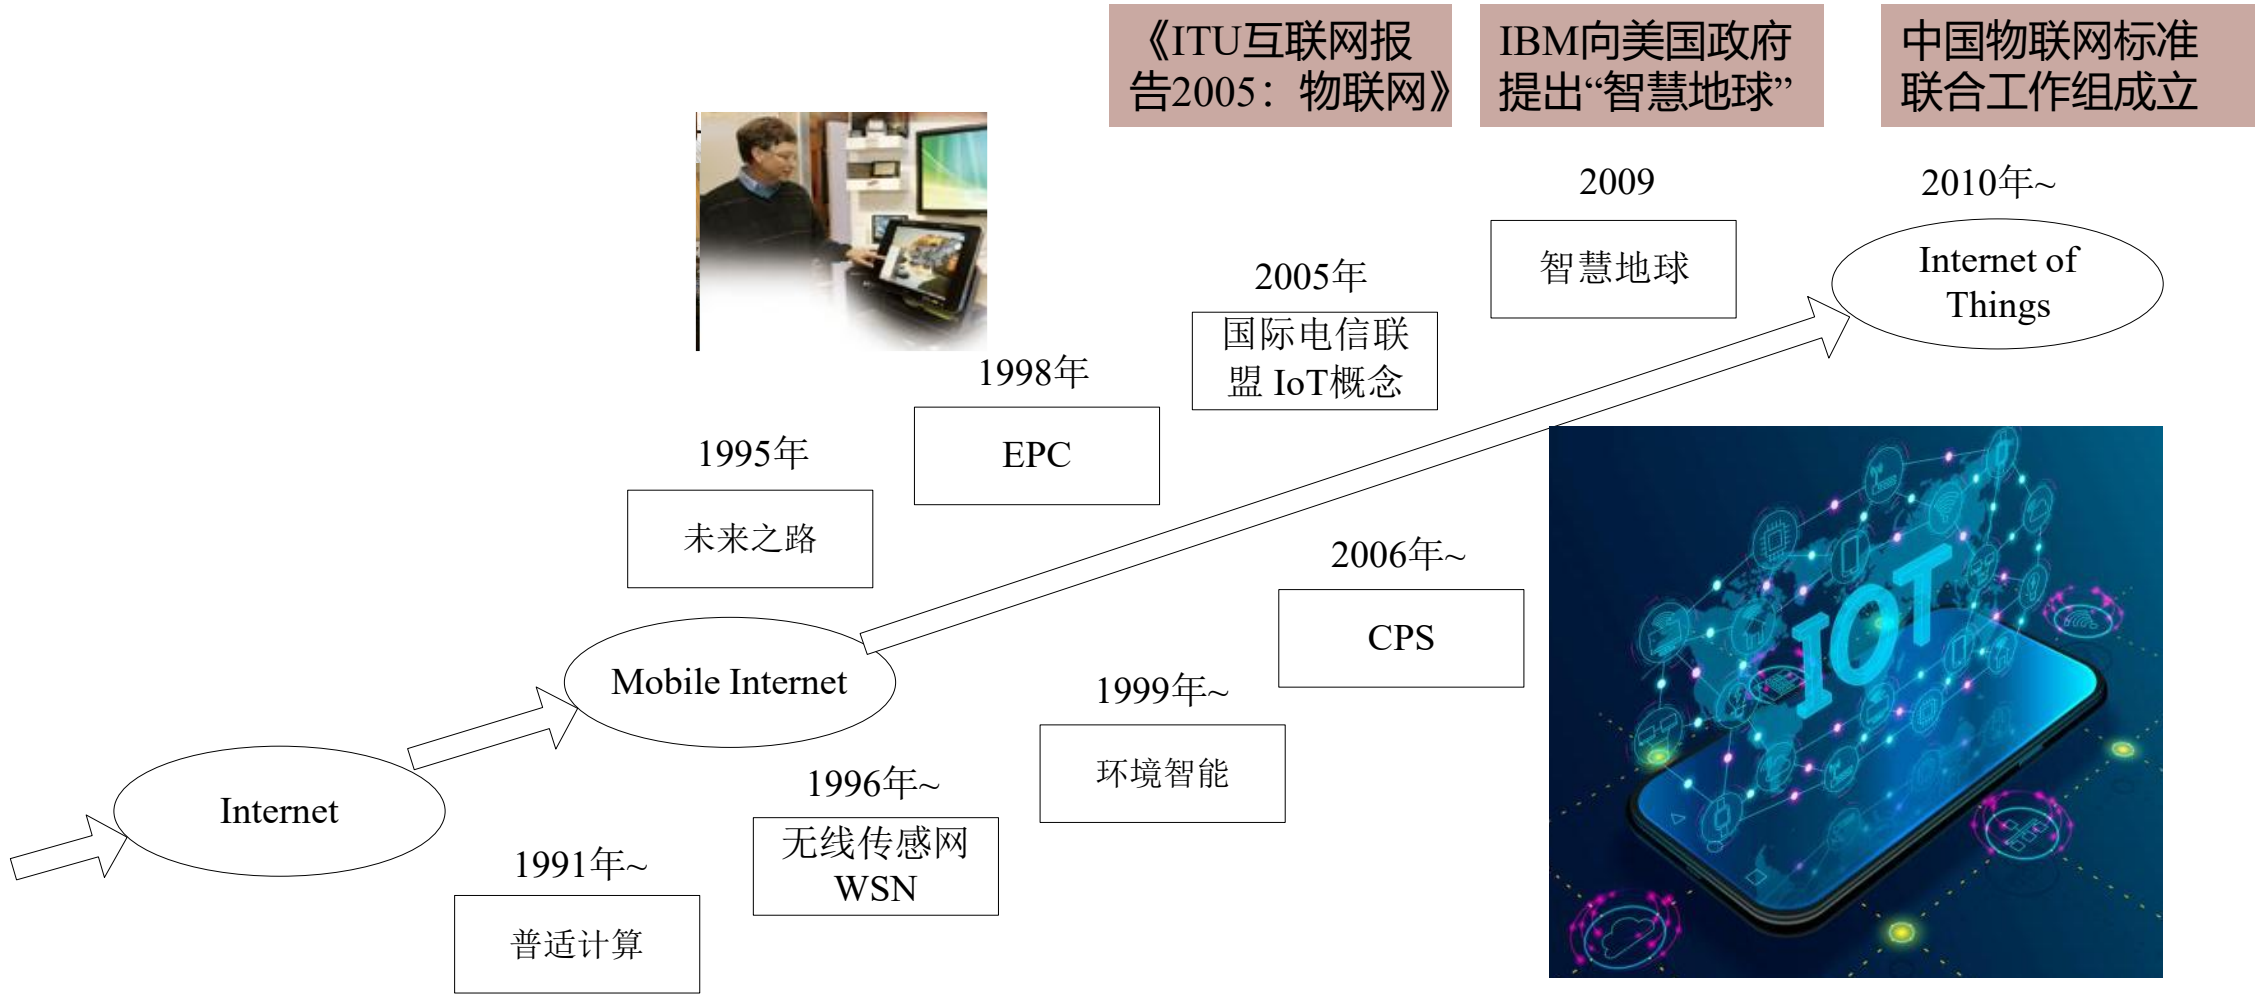 《ITU互联网报
告2005：物联网》
IBM向美国政府
提出“智慧地球”
中国物联网标准
联合工作组成立
2009
智慧地球
2010年~
Internet of
Things
2005年
国际电信联
盟 IoT概念
1998年
EPC
1995年
未来之路
2006年~
CPS
Mobile Internet
1999年~
环境智能
Internet
1996年~
无线传感网
WSN
1991年~
普适计算
IOT